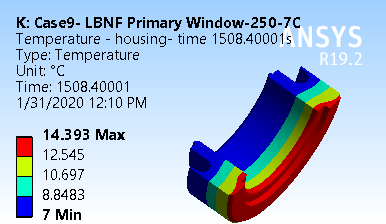 K: Case9- LBNF Primary Window-250-7C
Temperature - housing- time 1508.40001s
Type: Temperature
Unit: °C
Time: 1508.40001
1/31/2020 12:10 PM
ANSYS
R19.2
14.393 Max
12.545
10.697
8.8483
7 Min